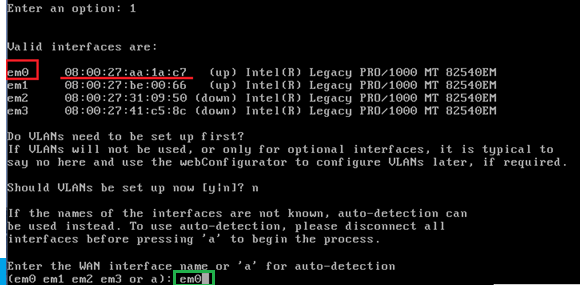 Enter an option: 1
Valid interfaces are:
em0 08:00:27:aa:1a:c7 (up) Intel(R) Legacy PRO/1000 MT 82540EM
em1 08:00:27:be:00:66 (up) Intel(R) Legacy PRO/1000 MT 82540EM
em2 08:00:27:31:09:50 (down) Intel(R) Legacy PRO/1000 MT 82540EM
em3 08:00:27:41:c5:8c (down) Intel(R) Legacy PRO/1000 MT 82540EM
Do VLANs need to be set up first?
If VLANs will not be used, or only for optional interfaces, it is typical to
say no here and use the webConfigurator to configure VLANs later, if required.
Should VLANs be set up now [y|n]? n
If the names of the interfaces are not known, auto-detection can
be used instead. To use auto-detection, please disconnect all
interfaces before pressing 'a' to begin the process.
Enter the WAN interface name or 'a' for auto-detection
(em0 em1 em2 em3 or a): em0